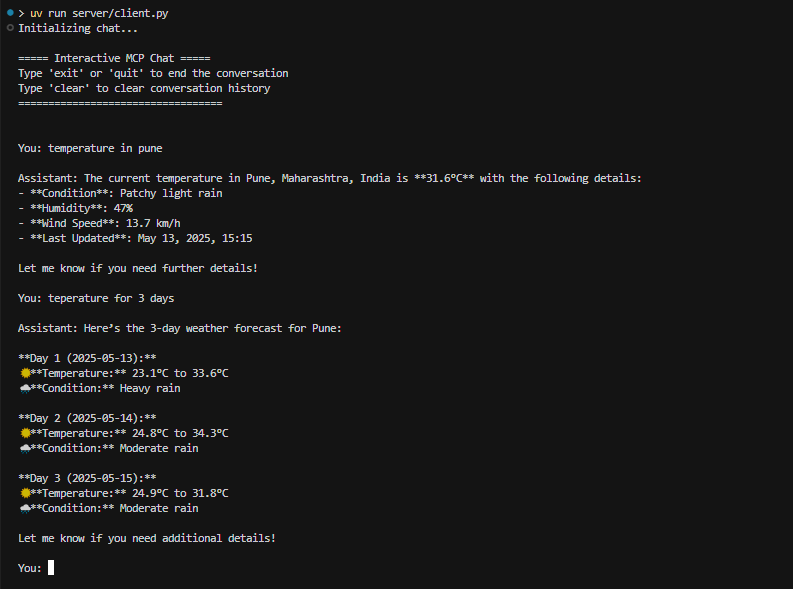 > uv run server/client.py
Initializing chat...
===== Interactive MCP Chat =====
Type 'exit' or 'quit' to end the conversation
Type 'clear' to clear conversation history
==================================
You: temperature in pune
Assistant: The current temperature in Pune, Maharashtra, India is **31.6°C** with the following details:
- **Condition**: Patchy light rain
- **Humidity**: 47%
- **Wind Speed**: 13.7 km/h
- **Last Updated**: May 13, 2025, 15:15
Let me know if you need further details!
You: teperature for 3 days
Assistant: Here’s the 3-day weather forecast for Pune:
**Day 1 (2025-05-13):**
☀️**Temperature:** 23.1°C to 33.6°C
🌧️**Condition:** Heavy rain
**Day 2 (2025-05-14):**
☀️**Temperature:** 24.8°C to 34.3°C
🌧️**Condition:** Moderate rain
**Day 3 (2025-05-15):**
☀️**Temperature:** 24.9°C to 31.8°C
🌧️**Condition:** Moderate rain
Let me know if you need additional details!
You: